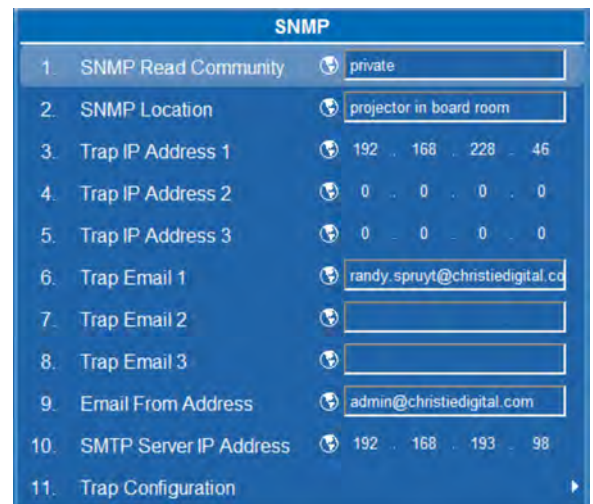 SNMP
1. SNMP Read Community private
2. SNMP Location projector in board room
3. Trap IP Address 1 192 . 168 . 228 . 46
4. Trap IP Address 2 0 . 0 . 0 . 0
5. Trap IP Address 3 0 . 0 . 0 . 0
6. Trap Email 1 randy.spruyt@christiedigital.co
7. Trap Email 2
8. Trap Email 3
9. Email From Address admin@christiedigital.com
10. SMTP Server IP Address 192 . 168 . 193 . 98
11. Trap Configuration